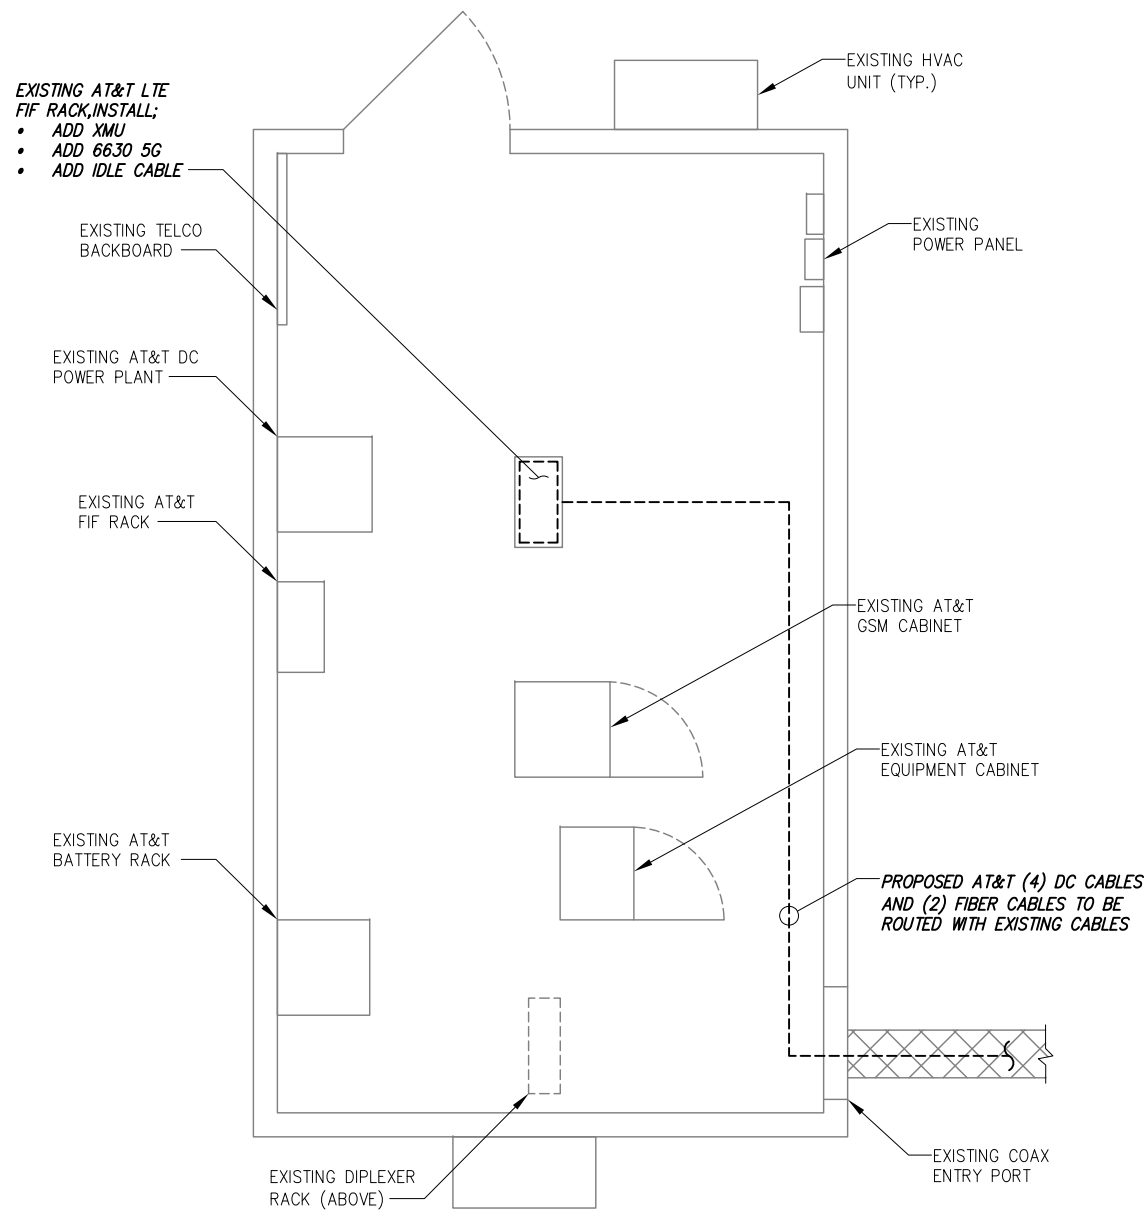 EXISTING HVAC
UNIT (TYP.)
EXISTING AT&T LTE
FIF RACK,INSTALL;
• ADD XMU
• ADD 6630 5G
• ADD IDLE CABLE
EXISTING TELCO
BACKBOARD
EXISTING
POWER PANEL
EXISTING AT&T DC
POWER PLANT
EXISTING AT&T
FIF RACK
EXISTING AT&T
GSM CABINET
EXISTING AT&T
EQUIPMENT CABINET
EXISTING AT&T
BATTERY RACK
PROPOSED AT&T (4) DC CABLES
AND (2) FIBER CABLES TO BE
ROUTED WITH EXISTING CABLES
EXISTING COAX
ENTRY PORT
EXISTING DIPLEXER
RACK (ABOVE)